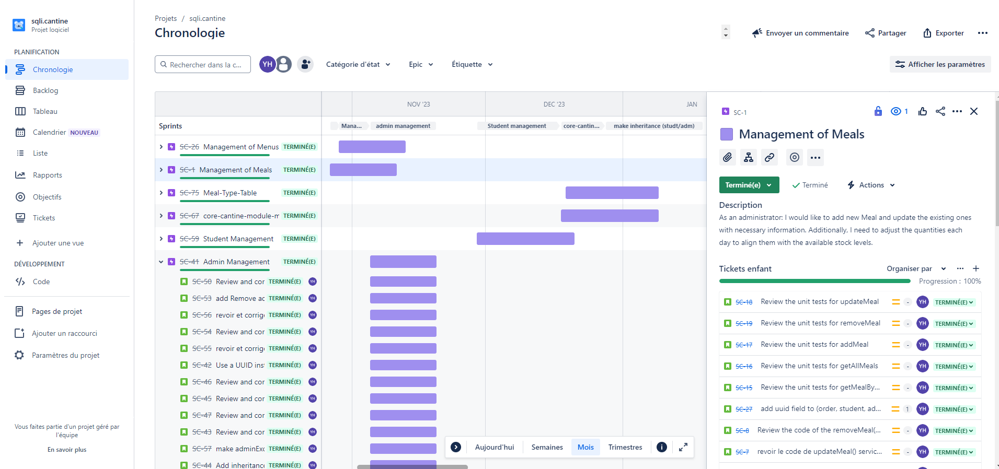 sqli.cantine
Projet logiciel
PLANIFICATION
Chronologie
Backlog
Tableau
Calendrier NOUVEAU
Liste
Rapports
Objectifs
Tickets
Ajouter une vue
DÉVELOPPEMENT
Code
Pages de projet
Ajouter un raccourci
Paramètres du projet
Vous faites partie d'un projet géré par
l'équipe
En savoir plus
Projets / sqli.cantine
Chronologie
Envoyer un commentaire
Partager
Exporter
Rechercher dans la c...
YH
Catégorie d'état
Epic
Étiquette
Afficher les paramètres
NOV '23
DEC '23
JAN
Sprints
Mana...
admin management
Student management
core-cantin...
make inheritance (studt/adm)
SC-26 Management of Menus TERMINÉ(E)
SC-1 Management of Meals TERMINÉ(E)
SC-75 Meal-Type-Table TERMINÉ(E)
SC-67 core-cantine-module-m TERMINÉ(E)
SC-59 Student Management TERMINÉ(E)
SC-41 Admin Management TERMINÉ(E)
SC-50 Review and cor TERMINÉ(E) YH
SC-53 add Remove ac TERMINÉ(E) YH
SC-56 revoir et corrige TERMINÉ(E) YH
SC-54 Review and cor TERMINÉ(E) YH
SC-55 revoir et corrige TERMINÉ(E) YH
SC-42 Use a UUID ins TERMINÉ(E) YH
SC-46 Review and cor TERMINÉ(E) YH
SC-45 Review and cor TERMINÉ(E) YH
SC-47 Review and cor TERMINÉ(E) YH
SC-43 Review and cor TERMINÉ(E) YH
SC-57 make adminExc TERMINÉ(E) YH
SC-44 Add inheritance TERMINÉ(E) YH
Aujourd'hui
Semaines
Mois
Trimestres
SC-1
1
Management of Meals
Terminé(e)
Terminé
Actions
Description
As an administrator: I would like to add new Meal and update the existing ones
with necessary information. Additionally, I need to adjust the quantities each
day to align them with the available stock levels.
Tickets enfant
Organiser par
Progression : 100%
SC-18 Review the unit tests for updateMeal - YH TERMINÉ(E)
SC-19 Review the unit tests for removeMeal - YH TERMINÉ(E)
SC-17 Review the unit tests for addMeal - YH TERMINÉ(E)
SC-16 Review the unit tests for getAllMeals - YH TERMINÉ(E)
SC-15 Review the unit tests for getMealBy... - YH TERMINÉ(E)
SC-27 add uuid field to (order, student, ad... 1 YH TERMINÉ(E)
SC-8 Review the code of the removeMeal(... - YH TERMINÉ(E)
SC-7 revoir le code de updateMeal() servic... - YH TERMINÉ(E)